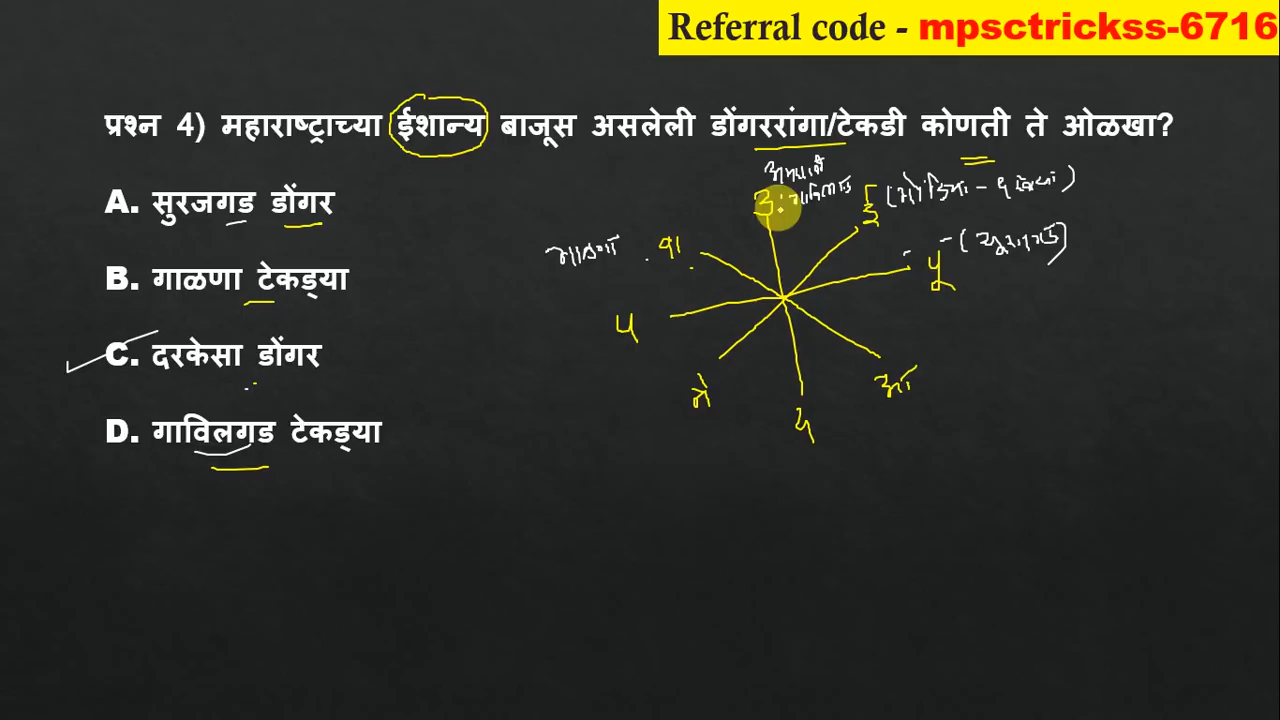 Referral code - mpsctrickss-6716
प्रश्न 4) महाराष्ट्राच्या ईशान्य बाजूस असलेली डोंगररांगा/टेकडी कोणती ते ओळखा?
A. सुरजगड डोंगर
B. गाळणा टेकड्या
C. दरकेसा डोंगर
D. गाविलगड टेकड्या
उ
ई
वा
पू
प
नै
द
आ